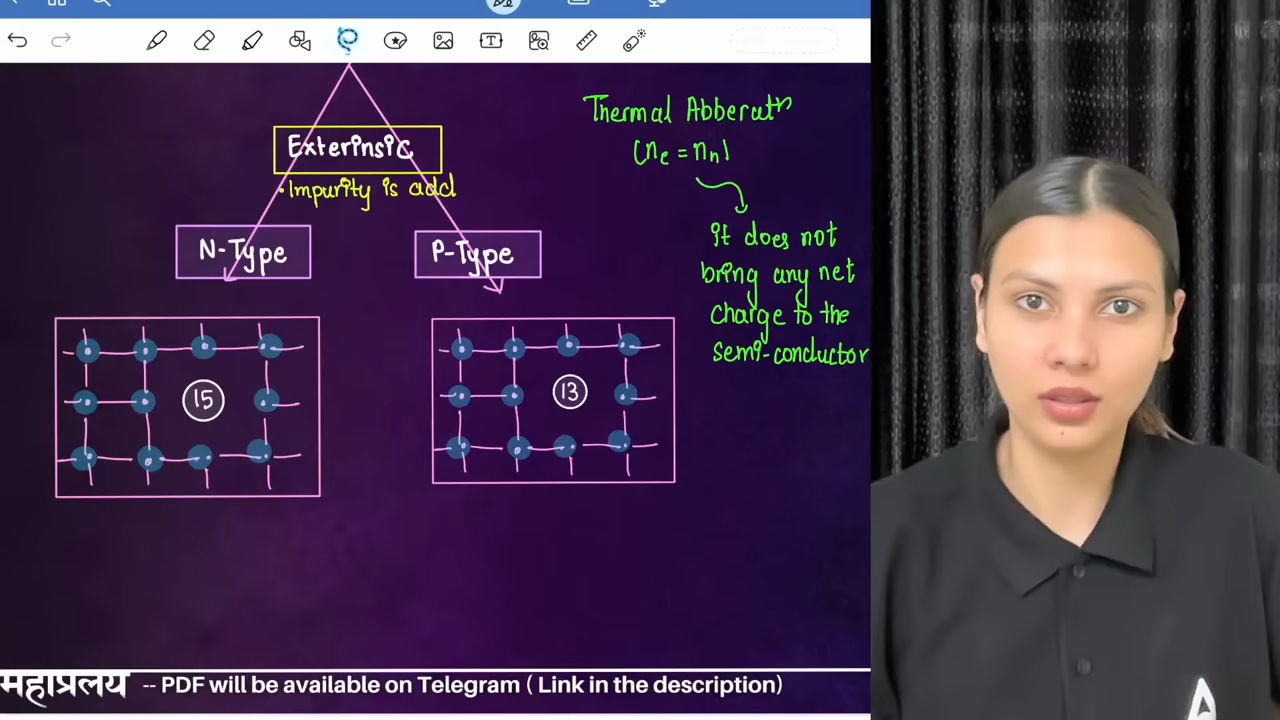 Exterinsic
• Impurity is add
N-Type
P-Type
15
13
Thermal Abberatⁿ
(nₑ = nₕ)
it does not
bring any net
charge to the
semi-conductor
महाप्रलय -- PDF will be available on Telegram ( Link in the description)